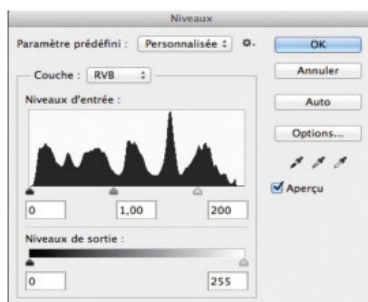 Niveaux
Paramètre prédéfini : Personnalisée
OK
Annuler
Couche : RVB
Auto
Niveaux d'entrée :
Options...
Aperçu
0 1,00 200
Niveaux de sortie :
0 255